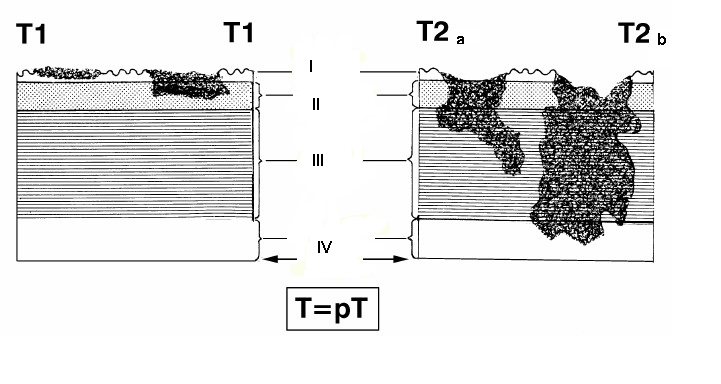 T1 T1 T2 a T2 b
I
II
III
IV
T=pT